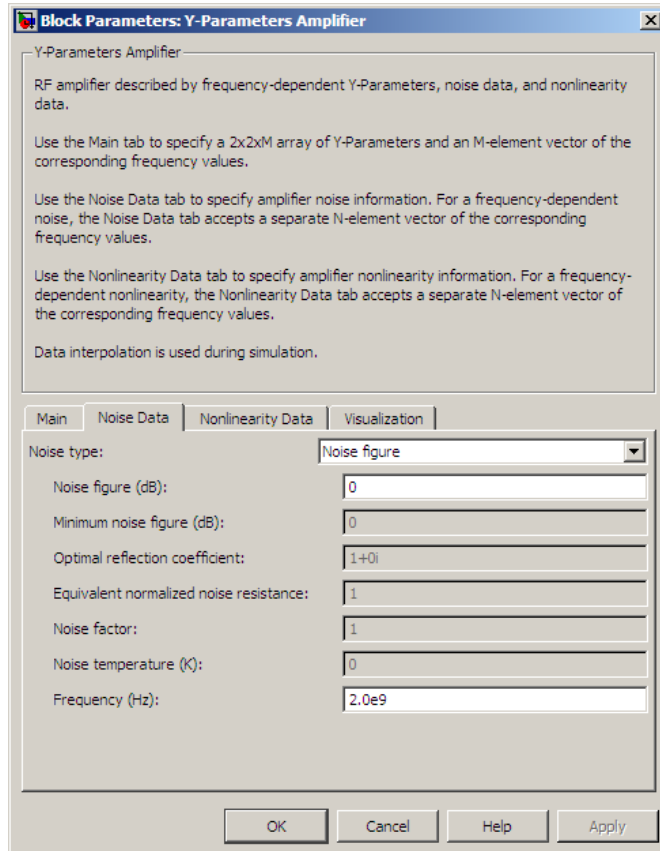 Block Parameters: Y-Parameters Amplifier
Y-Parameters Amplifier
RF amplifier described by frequency-dependent Y-Parameters, noise data, and nonlinearity
data.
Use the Main tab to specify a 2x2xM array of Y-Parameters and an M-element vector of the
corresponding frequency values.
Use the Noise Data tab to specify amplifier noise information. For a frequency-dependent
noise, the Noise Data tab accepts a separate N-element vector of the corresponding
frequency values.
Use the Nonlinearity Data tab to specify amplifier nonlinearity information. For a frequency-
dependent nonlinearity, the Nonlinearity Data tab accepts a separate N-element vector of
the corresponding frequency values.
Data interpolation is used during simulation.
Main Noise Data Nonlinearity Data Visualization
Noise type: Noise figure
Noise figure (dB): 0
Minimum noise figure (dB): 0
Optimal reflection coefficient: 1+0i
Equivalent normalized noise resistance: 1
Noise factor: 1
Noise temperature (K): 0
Frequency (Hz): 2.0e9
OK Cancel Help Apply